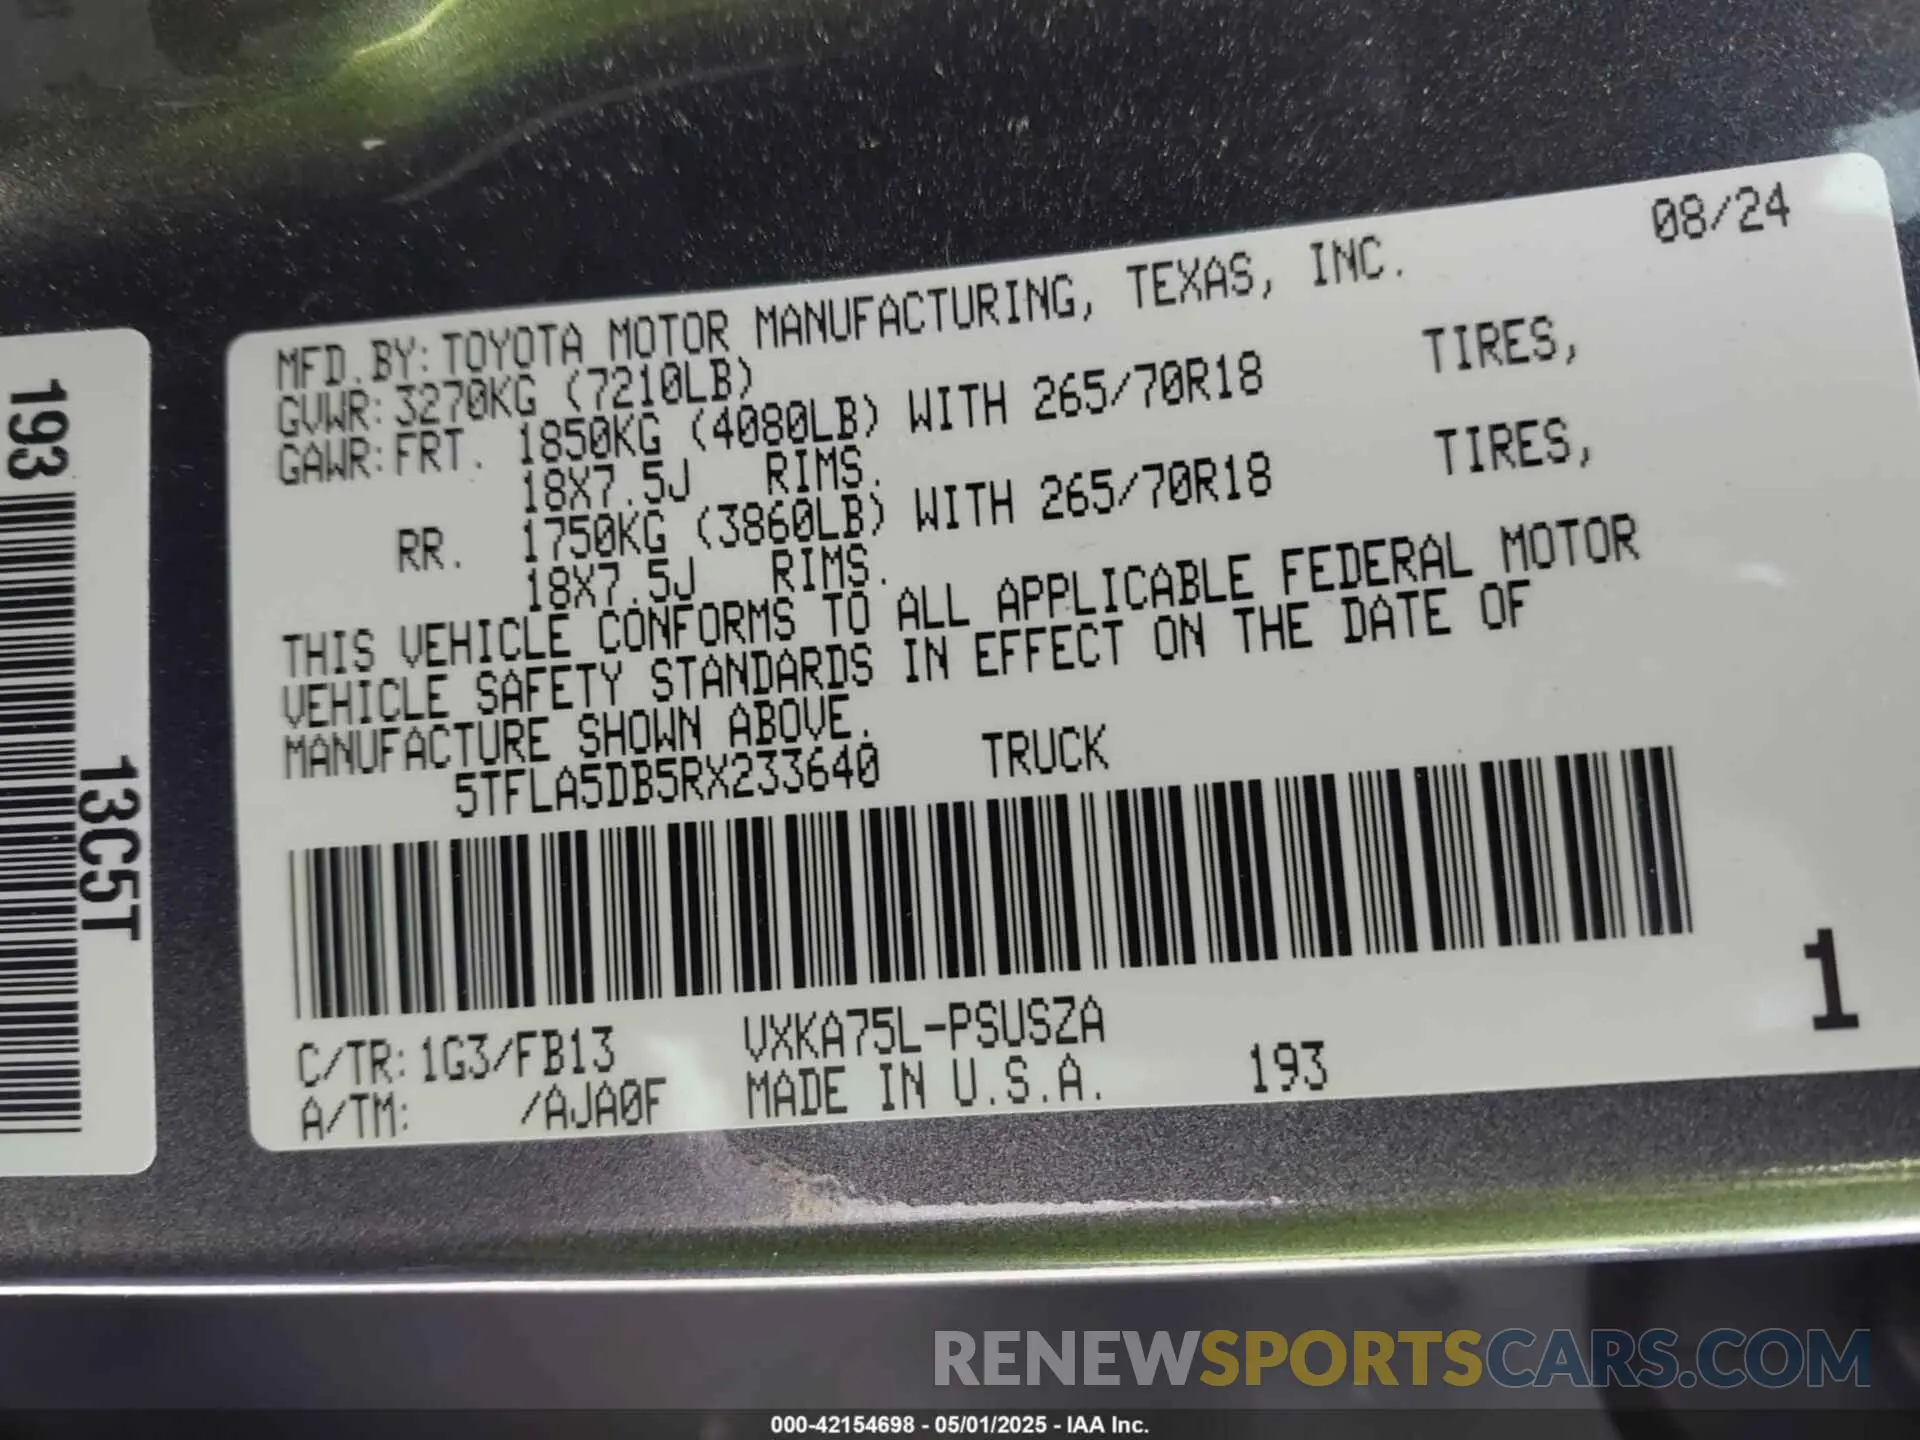 193
13C5T
08/24
MFD.BY:TOYOTA MOTOR MANUFACTURING, TEXAS, INC.
GVWR:3270KG (7210LB)
GAWR:FRT. 1850KG (4080LB) WITH 265/70R18 TIRES,
18X7.5J RIMS.
RR. 1750KG (3860LB) WITH 265/70R18 TIRES,
18X7.5J RIMS.
THIS VEHICLE CONFORMS TO ALL APPLICABLE FEDERAL MOTOR
VEHICLE SAFETY STANDARDS IN EFFECT ON THE DATE OF
MANUFACTURE SHOWN ABOVE.
5TFLA5DB5RX233640 TRUCK
1
C/TR:1G3/FB13 VXKA75L-PSUSZA
A/TM: /AJA0F MADE IN U.S.A. 193
RENEWSPORTSCARS.COM
000-42154698 - 05/01/2025 - IAA Inc.